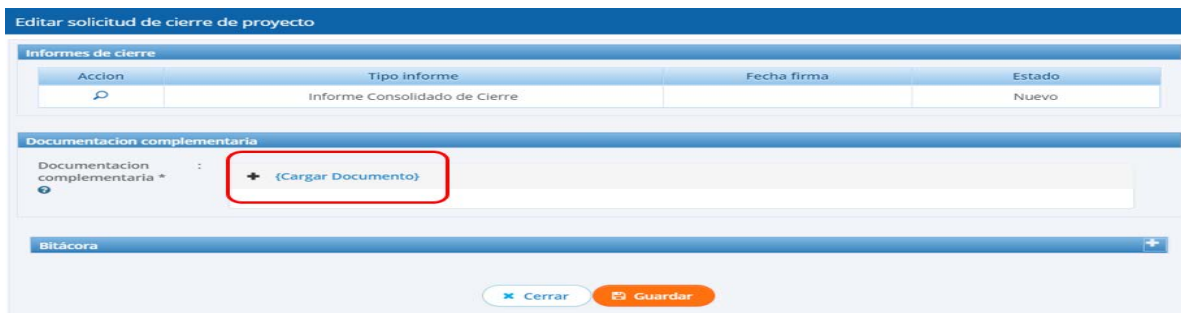 Editar solicitud de cierre de proyecto
Informes de cierre
Accion Tipo informe Fecha firma Estado
Informe Consolidado de Cierre Nuevo
Documentacion complementaria
Documentacion :
complementaria *
{Cargar Documento}
Bitácora
Cerrar Guardar